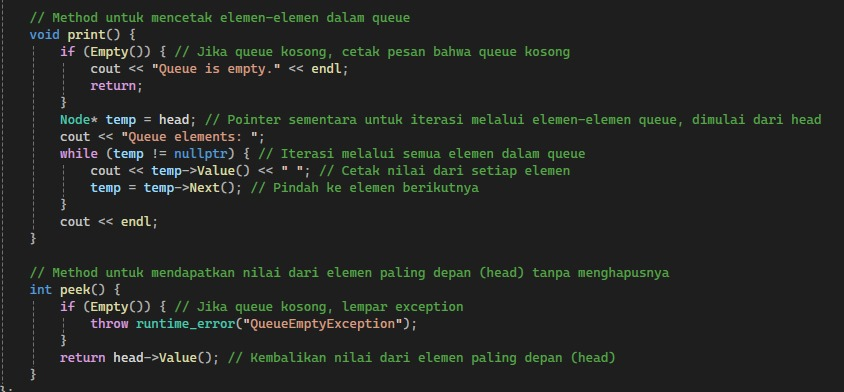 // Method untuk mencetak elemen-elemen dalam queue
void print() {
if (Empty()) { // Jika queue kosong, cetak pesan bahwa queue kosong
cout << "Queue is empty." << endl;
return;
}
Node* temp = head; // Pointer sementara untuk iterasi melalui elemen-elemen queue, dimulai dari head
cout << "Queue elements: ";
while (temp != nullptr) { // Iterasi melalui semua elemen dalam queue
cout << temp->Value() << " "; // Cetak nilai dari setiap elemen
temp = temp->Next(); // Pindah ke elemen berikutnya
}
cout << endl;
}
// Method untuk mendapatkan nilai dari elemen paling depan (head) tanpa menghapusnya
int peek() {
if (Empty()) { // Jika queue kosong, lempar exception
throw runtime_error("QueueEmptyException");
}
return head->Value(); // Kembalikan nilai dari elemen paling depan (head)
}
};